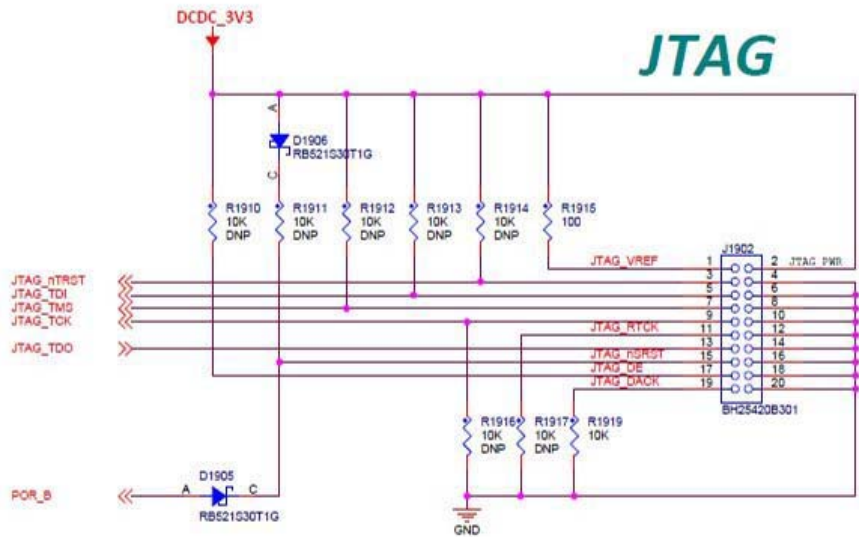 DCDC_3V3
JTAG
A
D1906
RB521S30T1G
C
R1910
10K
DNP
R1911
10K
DNP
R1912
10K
DNP
R1913
10K
DNP
R1914
10K
DNP
R1915
100
J1902
JTAG_VREF
1
2
JTAG_PWR
JTAG_nTRST
3
4
JTAG_TDI
5
6
JTAG_TMS
7
8
JTAG_TCK
9
10
JTAG_RTCK
11
12
JTAG_TDO
13
14
JTAG_nSRST
15
16
JTAG_DE
17
18
JTAG_DACK
19
20
BH25420B301
R1916
10K
DNP
R1917
10K
DNP
R1919
10K
D1905
POR_B
A
C
RB521S30T1G
GND